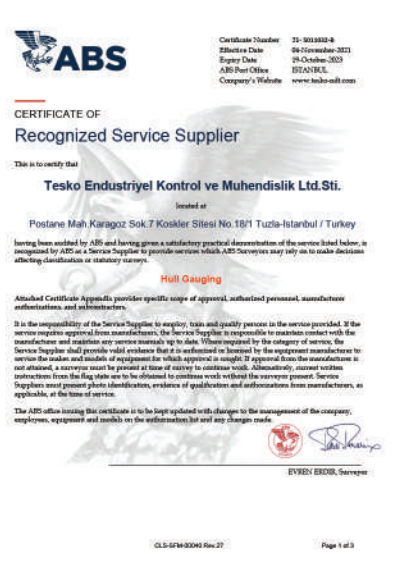 ABS
Certificate Number 21-5011032-8
Effective Date 04-November-2021
Expiry Date 19-October-2023
ABS Port Office ISTANBUL
Company's Website www.tesko-ndt.com
CERTIFICATE OF
Recognized Service Supplier
This is to certify that
Tesko Endustriyel Kontrol ve Muhendislik Ltd.Sti.
located at
Postane Mah.Karagoz Sok.7 Koskler Sitesi No.18/1 Tuzla-Istanbul / Turkey
having been audited by ABS and having given a satisfactory practical demonstration of the service listed below, is
recognized by ABS as a Service Supplier to provide services which ABS Surveyors may rely on to make decisions
affecting classification or statutory surveys.
Hull Gauging
Attached Certificate Appendix provides specific scope of approval, authorized personnel, manufacturer
authorizations, and subcontractors.
It is the responsibility of the Service Supplier to employ, train and qualify persons in the service provided. If the
service requires approval from manufacturers, the Service Supplier is responsible to maintain contact with the
manufacturer and maintain any service manuals up to date. Where required by the category of service, the
Service Supplier shall provide valid evidence that it is authorized or licensed by the equipment manufacturer to
service the makes and models of equipment for which approval is sought. If approval from the manufacturer is
not attained, a surveyor must be present at time of survey to continue work. Alternatively, current written
instructions from the flag state are to be obtained to continue work without the surveyor present. Service
Suppliers must present photo identification, evidence of qualification and authorizations from manufacturers, as
applicable, at the time of service.
The ABS office issuing this certificate is to be kept updated with changes to the management of the company,
employees, equipment and models on the authorization list and any changes made.
EVREN ERDIR, Surveyor
CLS-SFM-00040 Rev.27 Page 1 of 3